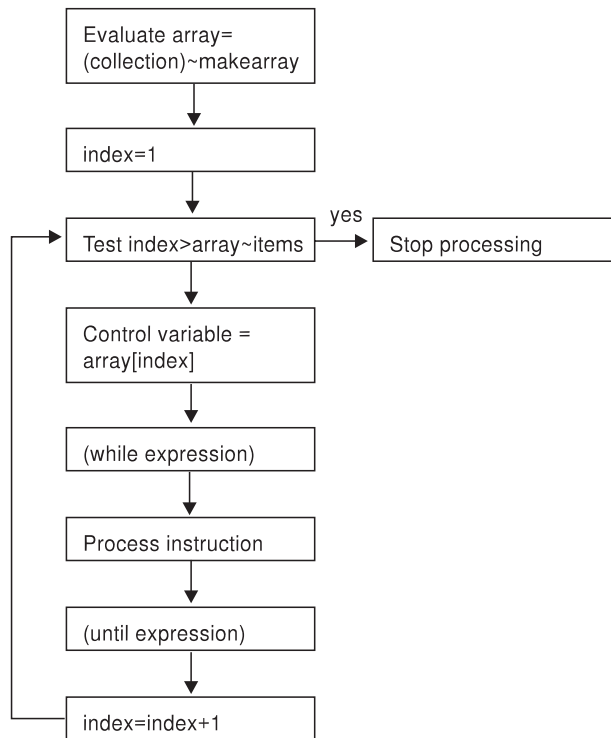 Evaluate array=
(collection)~makearray
index=1
yes
Test index>array~items
Stop processing
Control variable =
array[index]
(while expression)
Process instruction
(until expression)
index=index+1